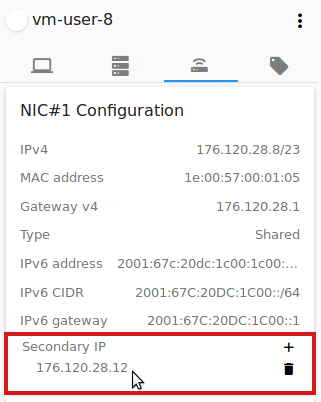 vm-user-8
NIC#1 Configuration
IPv4 176.120.28.8/23
MAC address 1e:00:57:00:01:05
Gateway v4 176.120.28.1
Type Shared
IPv6 address 2001:67c:20dc:1c00:1c00:...
IPv6 CIDR 2001:67C:20DC:1C00::/64
IPv6 gateway 2001:67C:20DC:1C00::1
Secondary IP +
176.120.28.12